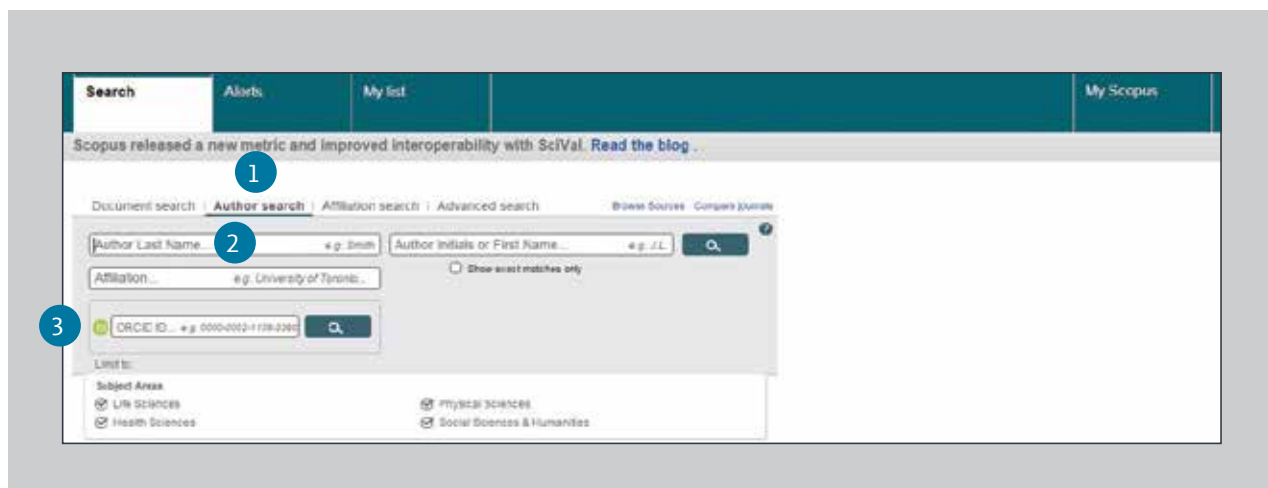 Search Alerts My list My Scopus
Scopus released a new metric and improved interoperability with SciVal. Read the blog .
1
Document search | Author search | Affiliation search | Advanced search Browse Sources Compare journals
Author Last Name... 2 e.g. Smith Author Initials or First Name... e.g. J.L.
Affiliation... e.g. University of Toronto... Show exact matches only
3 iD ORCID ID... e.g.
Limit to:
Subject Areas
Life Sciences Physical Sciences
Health Sciences Social Sciences & Humanities